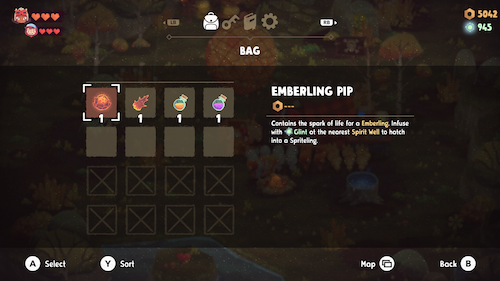 LB
RB
5042
945
BAG
EMBERLING PIP
---
1
1
1
1
Contains the spark of life for a Emberling. Infuse
with Glint at the nearest Spirit Well to hatch
into a Spriteling.
A Select
Y Sort
Map
Back B